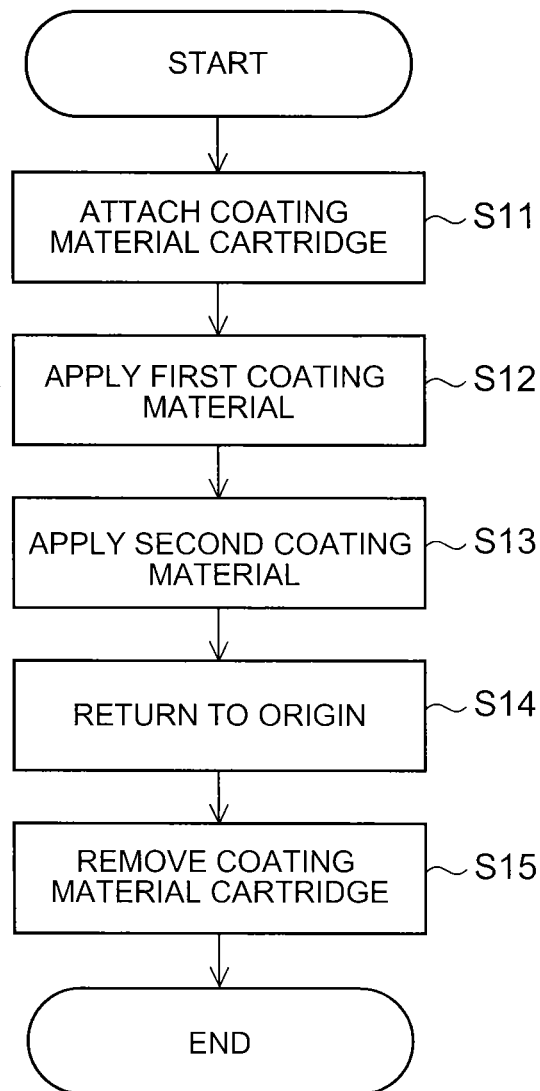 START
ATTACH COATING
MATERIAL CARTRIDGE
S11
APPLY FIRST COATING
MATERIAL
S12
APPLY SECOND COATING
MATERIAL
S13
RETURN TO ORIGIN
S14
REMOVE COATING
MATERIAL CARTRIDGE
S15
END